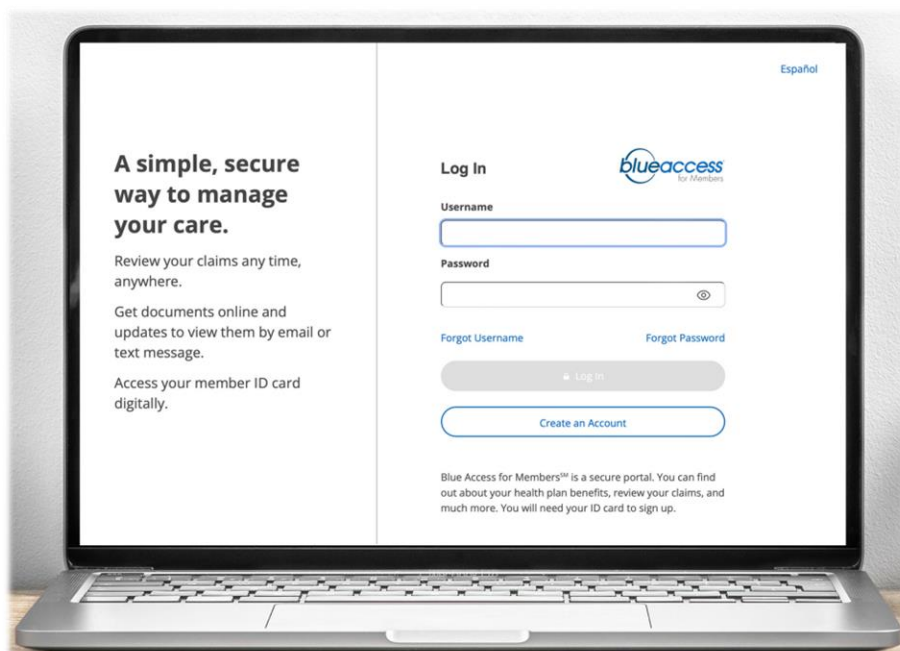 Español
A simple, secure
way to manage
your care.
Review your claims any time,
anywhere.
Get documents online and
updates to view them by email or
text message.
Access your member ID card
digitally.
Log In
blueaccess
for Members
Username
Password
Forgot Username
Forgot Password
Log In
Create an Account
Blue Access for Members℠ is a secure portal. You can find
out about your health plan benefits, review your claims, and
much more. You will need your ID card to sign up.